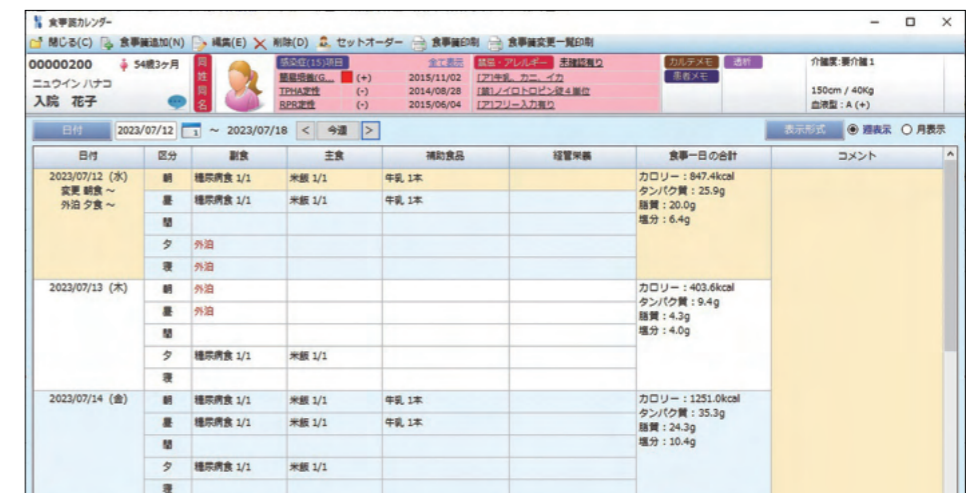 食事箋カレンダー
閉じる(C) 食事箋追加(N) 編集(E) 削除(D) セットオーダー 食事箋印刷 食事箋変更一覧印刷
00000200 54歳3ヶ月
ニュウイン ハナコ
入院 花子
同姓同名
感染症(15)項目 全て表示
簡易培養(G... (+) 2015/11/02
TPHA定性 (-) 2014/08/28
RPR定性 (-) 2015/06/04
禁忌・アレルギー 未確認有り
[ア]牛乳、カニ、イカ
[禁]ノイロトロピン錠4単位
[ア]フリー入力有り
カルテメモ 透析
患者メモ
介護業:要介護1
150cm / 40Kg
血液型:A (+)
日付 2023/07/12 1 ~ 2023/07/18 < 今週 > 表示形式 週表示 月表示
日付 区分 副食 主食 補助食品 経管栄養 食事一日の合計 コメント
2023/07/12 (水) 朝 糖尿病食 1/1 米飯 1/1 牛乳 1本 カロリー:847.4kcal
変更 朝食 ~ タンパク質:25.9g
外泊 夕食 ~ 昼 糖尿病食 1/1 米飯 1/1 牛乳 1本 脂質:20.0g
間 塩分:6.4g
夕 外泊
寝 外泊
2023/07/13 (木) 朝 外泊 カロリー:403.6kcal
タンパク質:9.4g
昼 外泊 脂質:4.3g
間 塩分:4.0g
夕 糖尿病食 1/1 米飯 1/1
寝
2023/07/14 (金) 朝 糖尿病食 1/1 米飯 1/1 牛乳 1本 カロリー:1251.0kcal
タンパク質:35.3g
昼 糖尿病食 1/1 米飯 1/1 牛乳 1本 脂質:24.3g
間 塩分:10.4g
夕 糖尿病食 1/1 米飯 1/1
寝